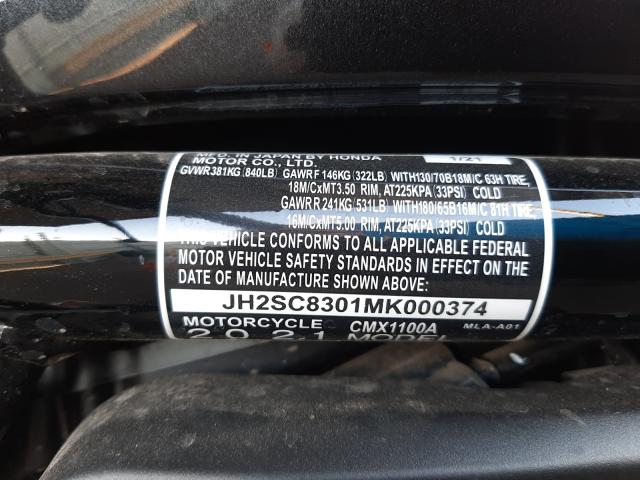 MFD. IN JAPAN BY HONDA 1/21
MOTOR CO., LTD.
GVWR 381KG (840LB) GAWR F 146KG (322LB) WITH130/70B18M/C 63H TIRE,
18M/CxMT3.50 RIM, AT225KPA (33PSI) COLD
GAWR R 241KG (531LB) WITH180/65B16M/C 81H TIRE,
16M/CxMT5.00 RIM, AT225KPA (33PSI) COLD
THIS VEHICLE CONFORMS TO ALL APPLICABLE FEDERAL
MOTOR VEHICLE SAFETY STANDARDS IN EFFECT ON THE
DATE OF MANUFACTURE SHOWN ABOVE.
JH2SC8301MK000374
MOTORCYCLE CMX1100A MLA-A01
2021 MODEL